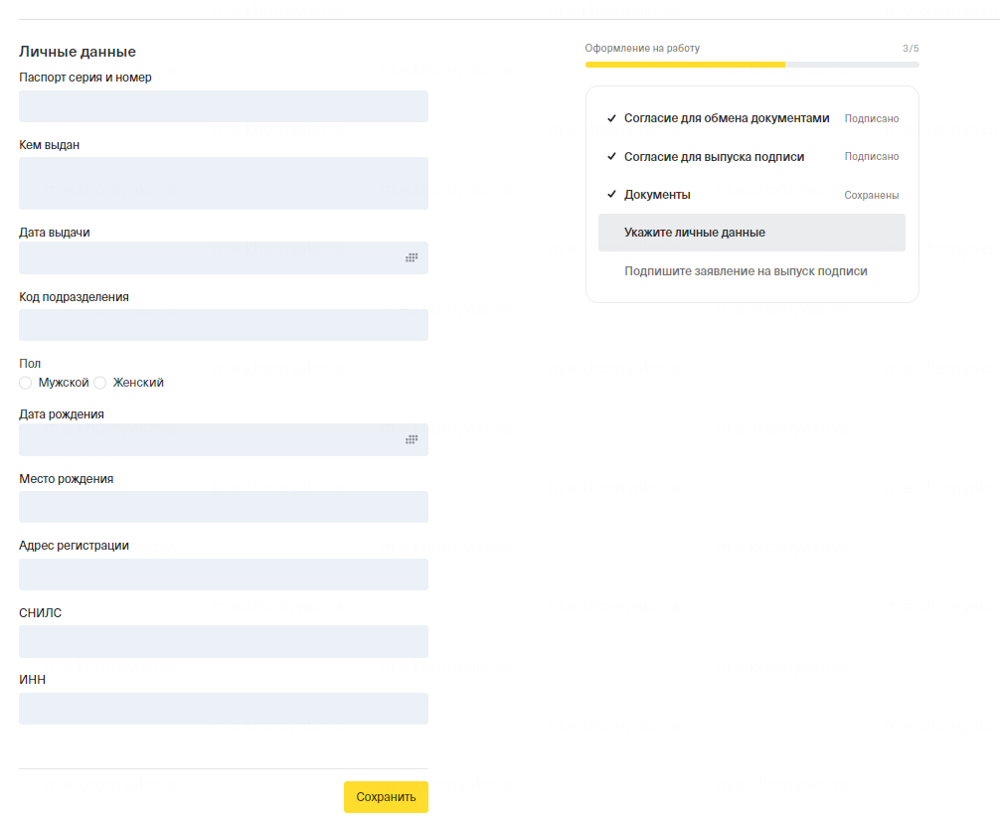 Личные данные
Паспорт серия и номер
Кем выдан
Дата выдачи
Код подразделения
Пол
Мужской Женский
Дата рождения
Место рождения
Адрес регистрации
СНИЛС
ИНН
Сохранить
Оформление на работу 3/5
Согласие для обмена документами Подписано
Согласие для выпуска подписи Подписано
Документы Сохранены
Укажите личные данные
Подпишите заявление на выпуск подписи